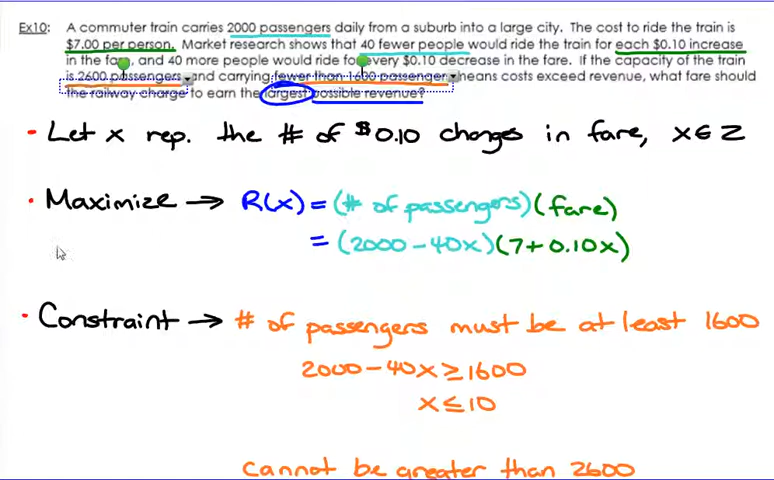 Ex10: A commuter train carries 2000 passengers daily from a suburb into a large city. The cost to ride the train is
$7.00 per person. Market research shows that 40 fewer people would ride the train for each $0.10 increase
in the fare, and 40 more people would ride for every $0.10 decrease in the fare. If the capacity of the train
is 2600 passengers and carrying fewer than 1600 passengers means costs exceed revenue, what fare should
the railway charge to earn the largest possible revenue?
• Let x rep. the # of $0.10 changes in fare, x ∈ Z
• Maximize → R(x) = (# of passengers)(fare)
= (2000 - 40x)(7 + 0.10x)
• Constraint → # of passengers must be at least 1600
2000 - 40x ≥ 1600
x ≤ 10
cannot be greater than 2600